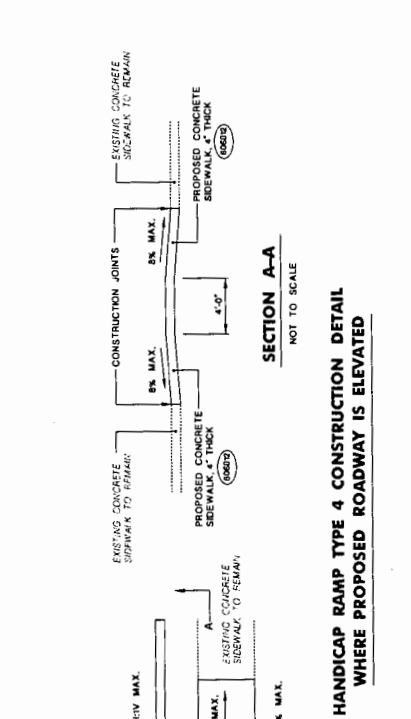 EXISTING CONCRETE
SIDEWALK TO REMAIN
CONSTRUCTION JOINTS
EXISTING CONCRETE
SIDEWALK TO REMAIN
8% MAX.
8% MAX.
4'-0"
PROPOSED CONCRETE
SIDEWALK, 4" THICK
606012
PROPOSED CONCRETE
SIDEWALK, 4" THICK
606012
SECTION A-A
NOT TO SCALE
:1V MAX.
A
EXISTING CONCRETE
SIDEWALK TO REMAIN
MAX.
% MAX.
HANDICAP RAMP TYPE 4 CONSTRUCTION DETAIL
WHERE PROPOSED ROADWAY IS ELEVATED